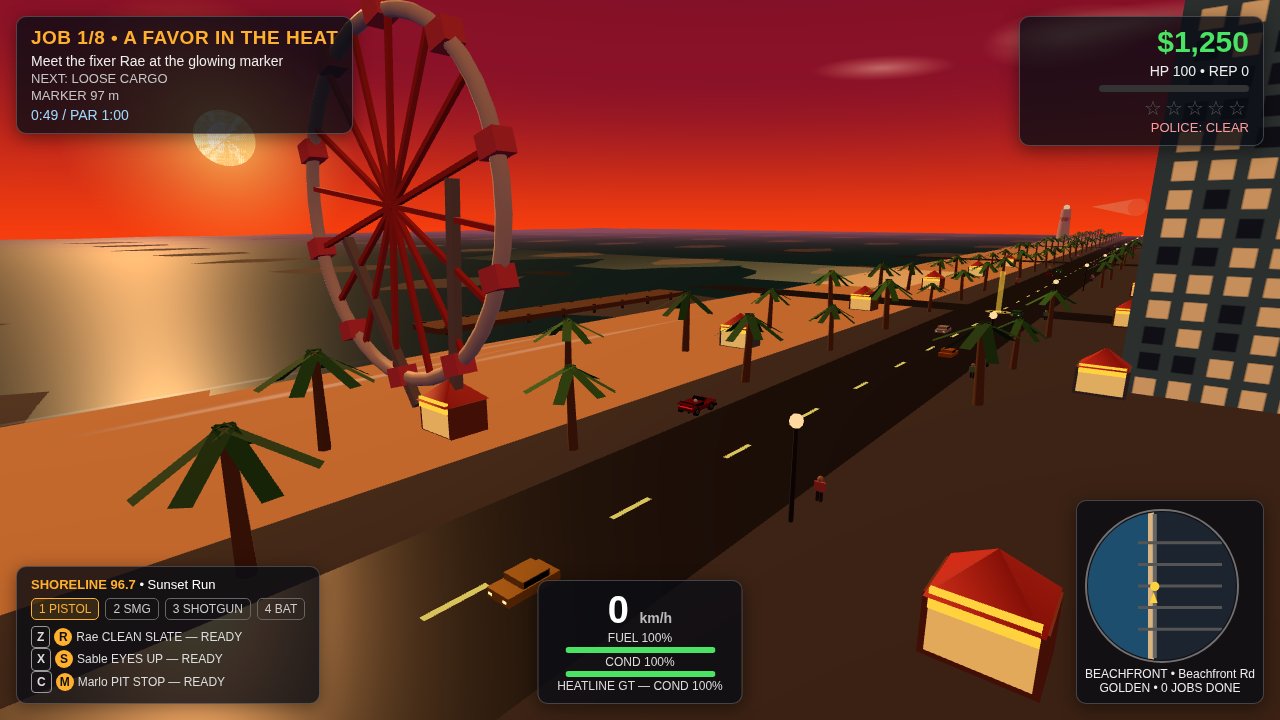 JOB 1/8 • A FAVOR IN THE HEAT
Meet the fixer Rae at the glowing marker
NEXT: LOOSE CARGO
MARKER 97 m
0:49 / PAR 1:00
$1,250
HP 100 • REP 0
☆☆☆☆☆
POLICE: CLEAR
SHORELINE 96.7 • Sunset Run
1 PISTOL 2 SMG 3 SHOTGUN 4 BAT
Z R Rae CLEAN SLATE — READY
X S Sable EYES UP — READY
C M Marlo PIT STOP — READY
0 km/h
FUEL 100%
COND 100%
HEATLINE GT — COND 100%
BEACHFRONT • Beachfront Rd
GOLDEN • 0 JOBS DONE